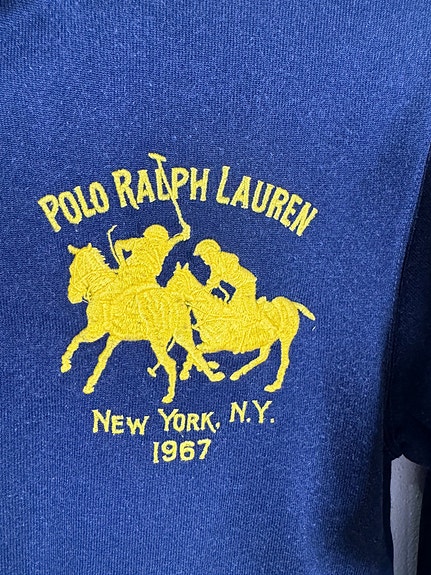 POLO RALPH LAUREN
NEW YORK, N.Y.
1967